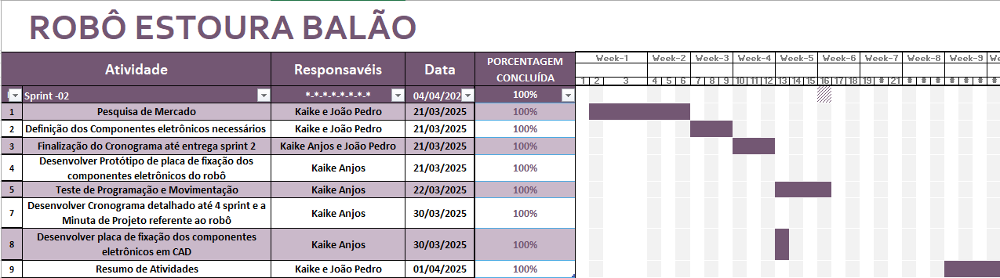 ROBÔ ESTOURA BALÃO
Atividade Responsavéis Data PORCENTAGEM
CONCLUÍDA
Week-1 Week-2 Week-3 Week-4 Week-5 Week-6 Week-21 Week-8 Week-9
1 2 3 4 5 6 7 8 9 10 11 12 13 14 15 16 17 18 19 # # # # # # # #
Sprint -02 *-*-*-*-*-*-*-* 04/04/202 100%
1 Pesquisa de Mercado Kaike e João Pedro 21/03/2025 100%
2 Definição dos Componentes eletrônicos necessários Kaike e João Pedro 21/03/2025 100%
3 Finalização do Cronograma até entrega sprint 2 Kaike Anjos e João Pedro 21/03/2025 100%
4 Desenvolver Protótipo de placa de fixação dos
componentes eletrônicos do robô Kaike Anjos 21/03/2025 100%
5 Teste de Programação e Movimentação Kaike Anjos 22/03/2025 100%
7 Desenvolver Cronograma detalhado até 4 sprint e a
Minuta de Projeto referente ao robô Kaike Anjos 30/03/2025 100%
8 Desenvolver placa de fixação dos componentes
eletrônicos em CAD Kaike Anjos 30/03/2025 100%
9 Resumo de Atividades Kaike e João Pedro 01/04/2025 100%